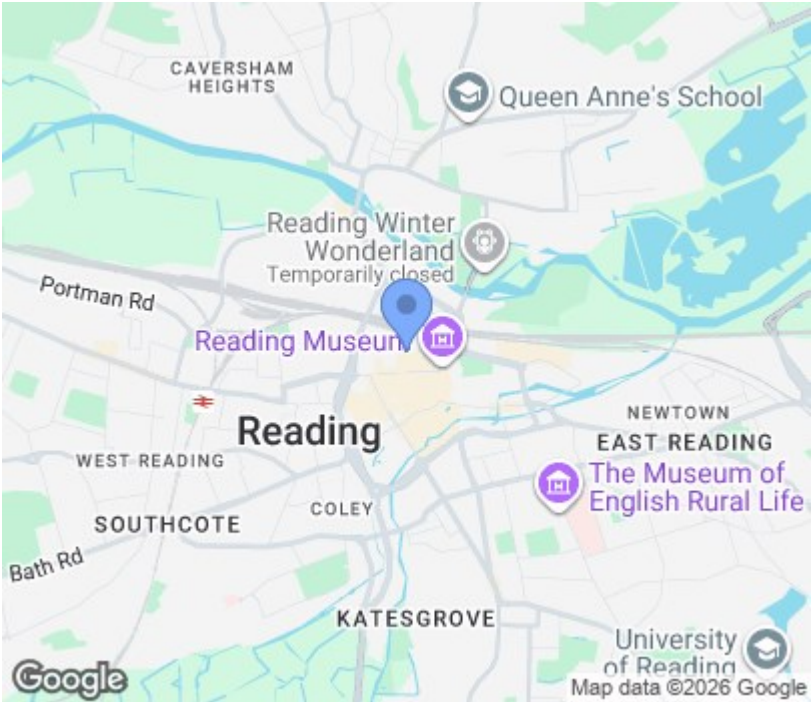 CAVERSHAM
HEIGHTS
Queen Anne's School
Reading Winter
Wonderland
Temporarily closed
Portman Rd
Reading Museum
Reading
NEWTOWN
EAST READING
WEST READING
The Museum of
English Rural Life
COLEY
SOUTHCOTE
Bath Rd
KATESGROVE
University
of Reading
Google
Map data ©2026 Google